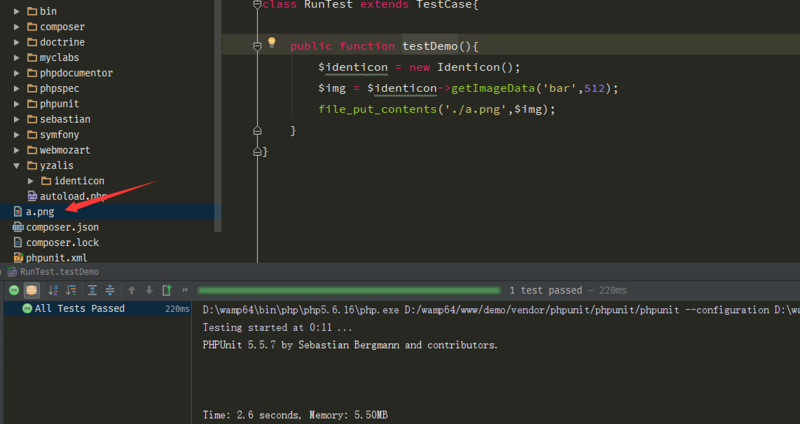 bin
composer
doctrine
myclabs
phpdocumentor
phpspec
phpunit
sebastian
symfony
webmozart
yzalis
identicon
autoload.php
a.png
composer.json
composer.lock
phpunit.xml
class RunTest extends TestCase{
public function testDemo(){
$identicon = new Identicon();
$img = $identicon->getImageData('bar',512);
file_put_contents('./a.png',$img);
}
}
RunTest.testDemo
1 test passed – 220ms
All Tests Passed 220ms
D:\wamp64\bin\php\php5.6.16\php.exe D:/wamp64/www/demo/vendor/phpunit/phpunit/phpunit --configuration D:\wa
Testing started at 0:11 ...
PHPUnit 5.5.7 by Sebastian Bergmann and contributors.
Time: 2.6 seconds, Memory: 5.50MB